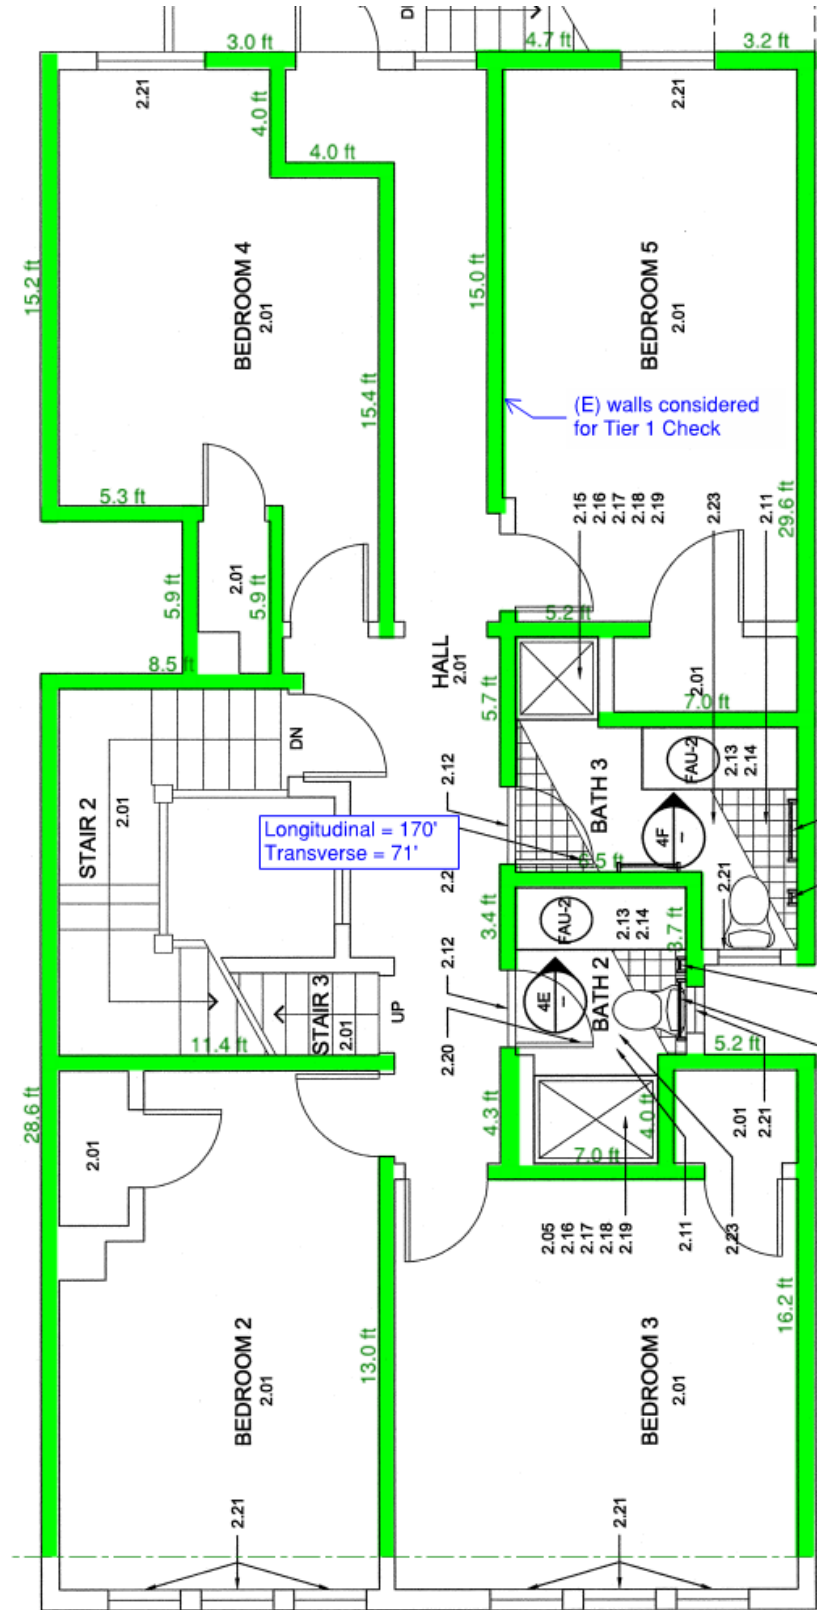 DN
3.0 ft
4.7 ft
3.2 ft
2.21
2.21
4.0 ft
4.0 ft
15.2 ft
BEDROOM 4
2.01
15.0 ft
BEDROOM 5
2.01
15.4 ft
(E) walls considered
for Tier 1 Check
5.3 ft
2.15
2.16
2.17
2.18
2.19
2.23
2.11
29.6 ft
5.9 ft
2.01
5.9 ft
5.2 ft
8.5 ft
HALL
2.01
5.7 ft
2.01
7.0 ft
DN
2.12
BATH 3
FAU-2
2.13
2.14
STAIR 2
2.01
Longitudinal = 170'
Transverse = 71'
4F
6.5 ft
2.21
3.4 ft
FAU-2
2.13
2.14
3.7 ft
2.12
4E
BATH 2
STAIR 3
2.01
UP
11.4 ft
2.20
5.2 ft
28.6 ft
2.01
4.3 ft
4.0 ft
2.01
2.21
7.0 ft
2.05
2.16
2.17
2.18
2.19
2.11
2.23
16.2 ft
BEDROOM 2
2.01
13.0 ft
BEDROOM 3
2.01
2.21
2.21